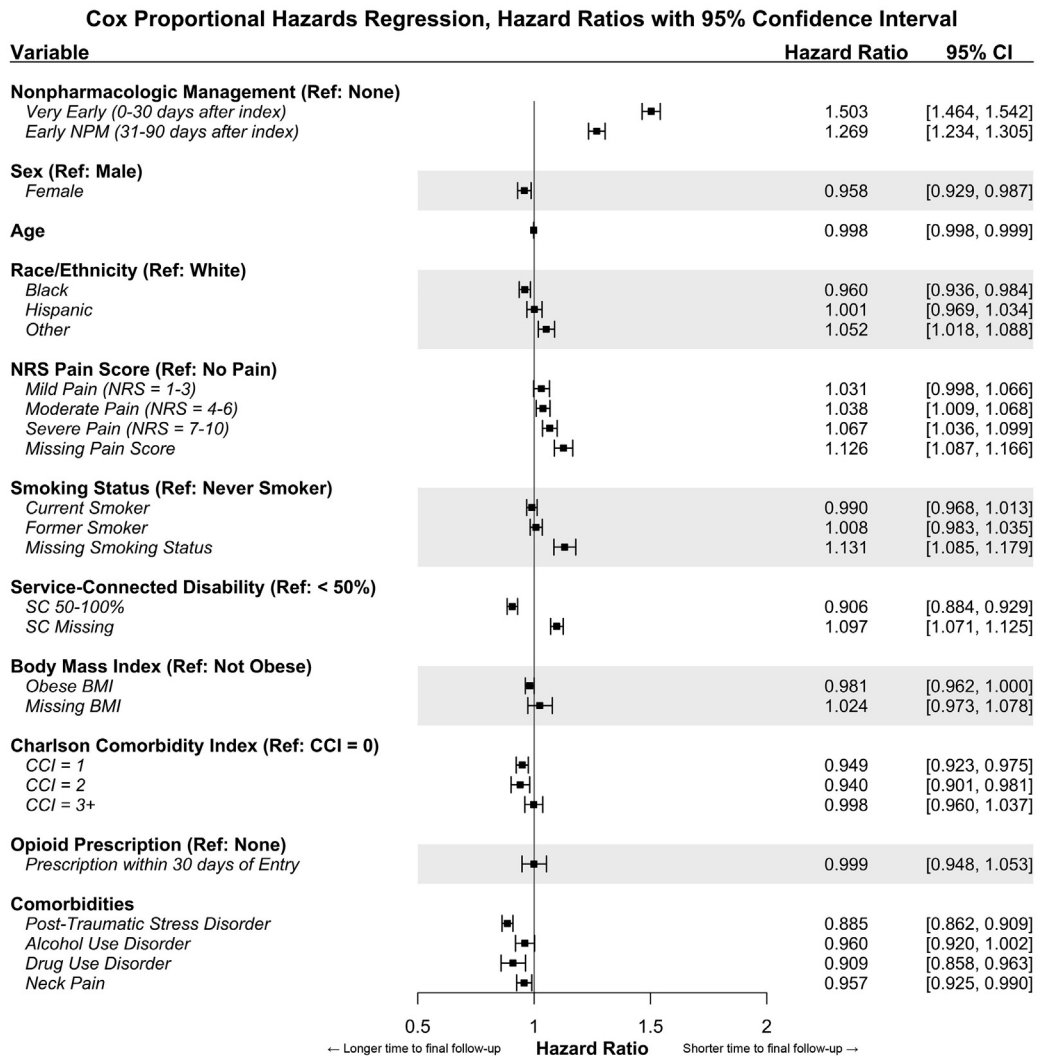 Cox Proportional Hazards Regression, Hazard Ratios with 95% Confidence Interval
Variable Hazard Ratio 95% CI
Nonpharmacologic Management (Ref: None)
Very Early (0-30 days after index) 1.503 [1.464, 1.542]
Early NPM (31-90 days after index) 1.269 [1.234, 1.305]
Sex (Ref: Male)
Female 0.958 [0.929, 0.987]
Age 0.998 [0.998, 0.999]
Race/Ethnicity (Ref: White)
Black 0.960 [0.936, 0.984]
Hispanic 1.001 [0.969, 1.034]
Other 1.052 [1.018, 1.088]
NRS Pain Score (Ref: No Pain)
Mild Pain (NRS = 1-3) 1.031 [0.998, 1.066]
Moderate Pain (NRS = 4-6) 1.038 [1.009, 1.068]
Severe Pain (NRS = 7-10) 1.067 [1.036, 1.099]
Missing Pain Score 1.126 [1.087, 1.166]
Smoking Status (Ref: Never Smoker)
Current Smoker 0.990 [0.968, 1.013]
Former Smoker 1.008 [0.983, 1.035]
Missing Smoking Status 1.131 [1.085, 1.179]
Service-Connected Disability (Ref: < 50%)
SC 50-100% 0.906 [0.884, 0.929]
SC Missing 1.097 [1.071, 1.125]
Body Mass Index (Ref: Not Obese)
Obese BMI 0.981 [0.962, 1.000]
Missing BMI 1.024 [0.973, 1.078]
Charlson Comorbidity Index (Ref: CCI = 0)
CCI = 1 0.949 [0.923, 0.975]
CCI = 2 0.940 [0.901, 0.981]
CCI = 3+ 0.998 [0.960, 1.037]
Opioid Prescription (Ref: None)
Prescription within 30 days of Entry 0.999 [0.948, 1.053]
Comorbidities
Post-Traumatic Stress Disorder 0.885 [0.862, 0.909]
Alcohol Use Disorder 0.960 [0.920, 1.002]
Drug Use Disorder 0.909 [0.858, 0.963]
Neck Pain 0.957 [0.925, 0.990]
0.5 1 1.5 2
← Longer time to final follow-up Hazard Ratio Shorter time to final follow-up →